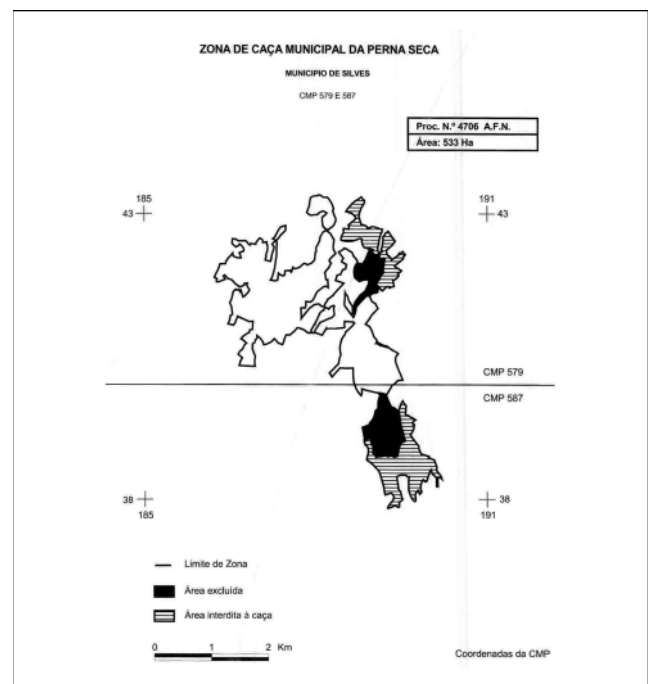 ZONA DE CAÇA MUNICIPAL DA PERNA SECA
MUNICIPIO DE SILVES
CMP 579 E 587
Proc. N.º 4706 A.F.N.
Área: 533 Ha
185
191
43
43
CMP 579
CMP 587
38
38
185
191
Limite de Zona
Área excluída
Área interdita à caça
0 1 2 Km
Coordenadas da CMP